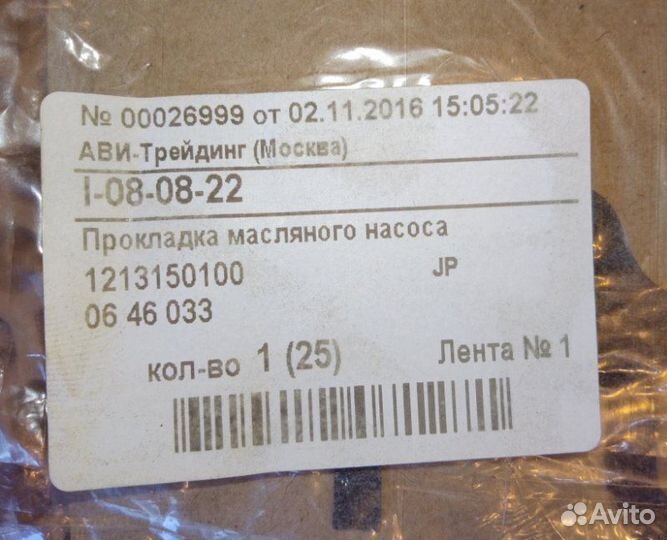 № 00026999 от 02.11.2016 15:05:22
АВИ-Трейдинг (Москва)
I-08-08-22
Прокладка масляного насоса
1213150100 JP
06 46 033
кол-во 1 (25) Лента № 1
Avito